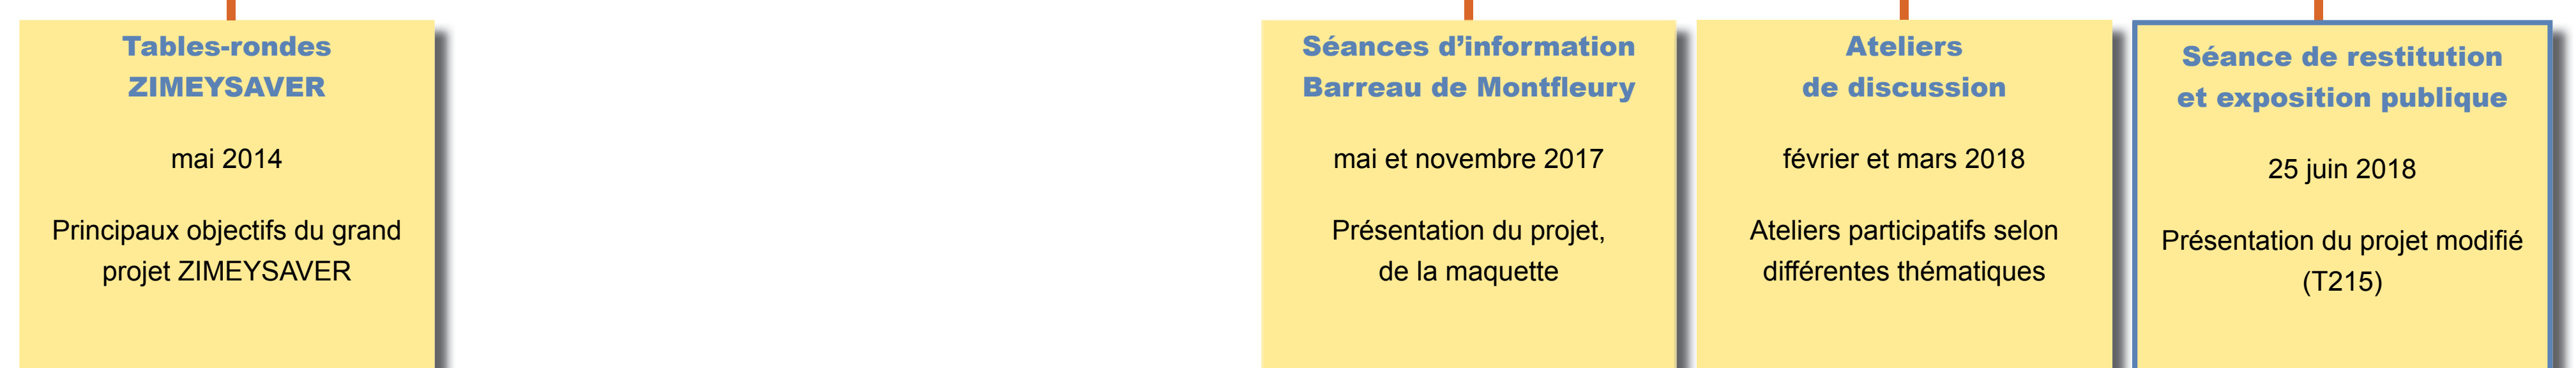 Tables-rondes
ZIMEYSAVER
mai 2014
Principaux objectifs du grand
projet ZIMEYSAVER
Séances d’information
Barreau de Montfleury
mai et novembre 2017
Présentation du projet,
de la maquette
Ateliers
de discussion
février et mars 2018
Ateliers participatifs selon
différentes thématiques
Séance de restitution
et exposition publique
25 juin 2018
Présentation du projet modifié
(T215)